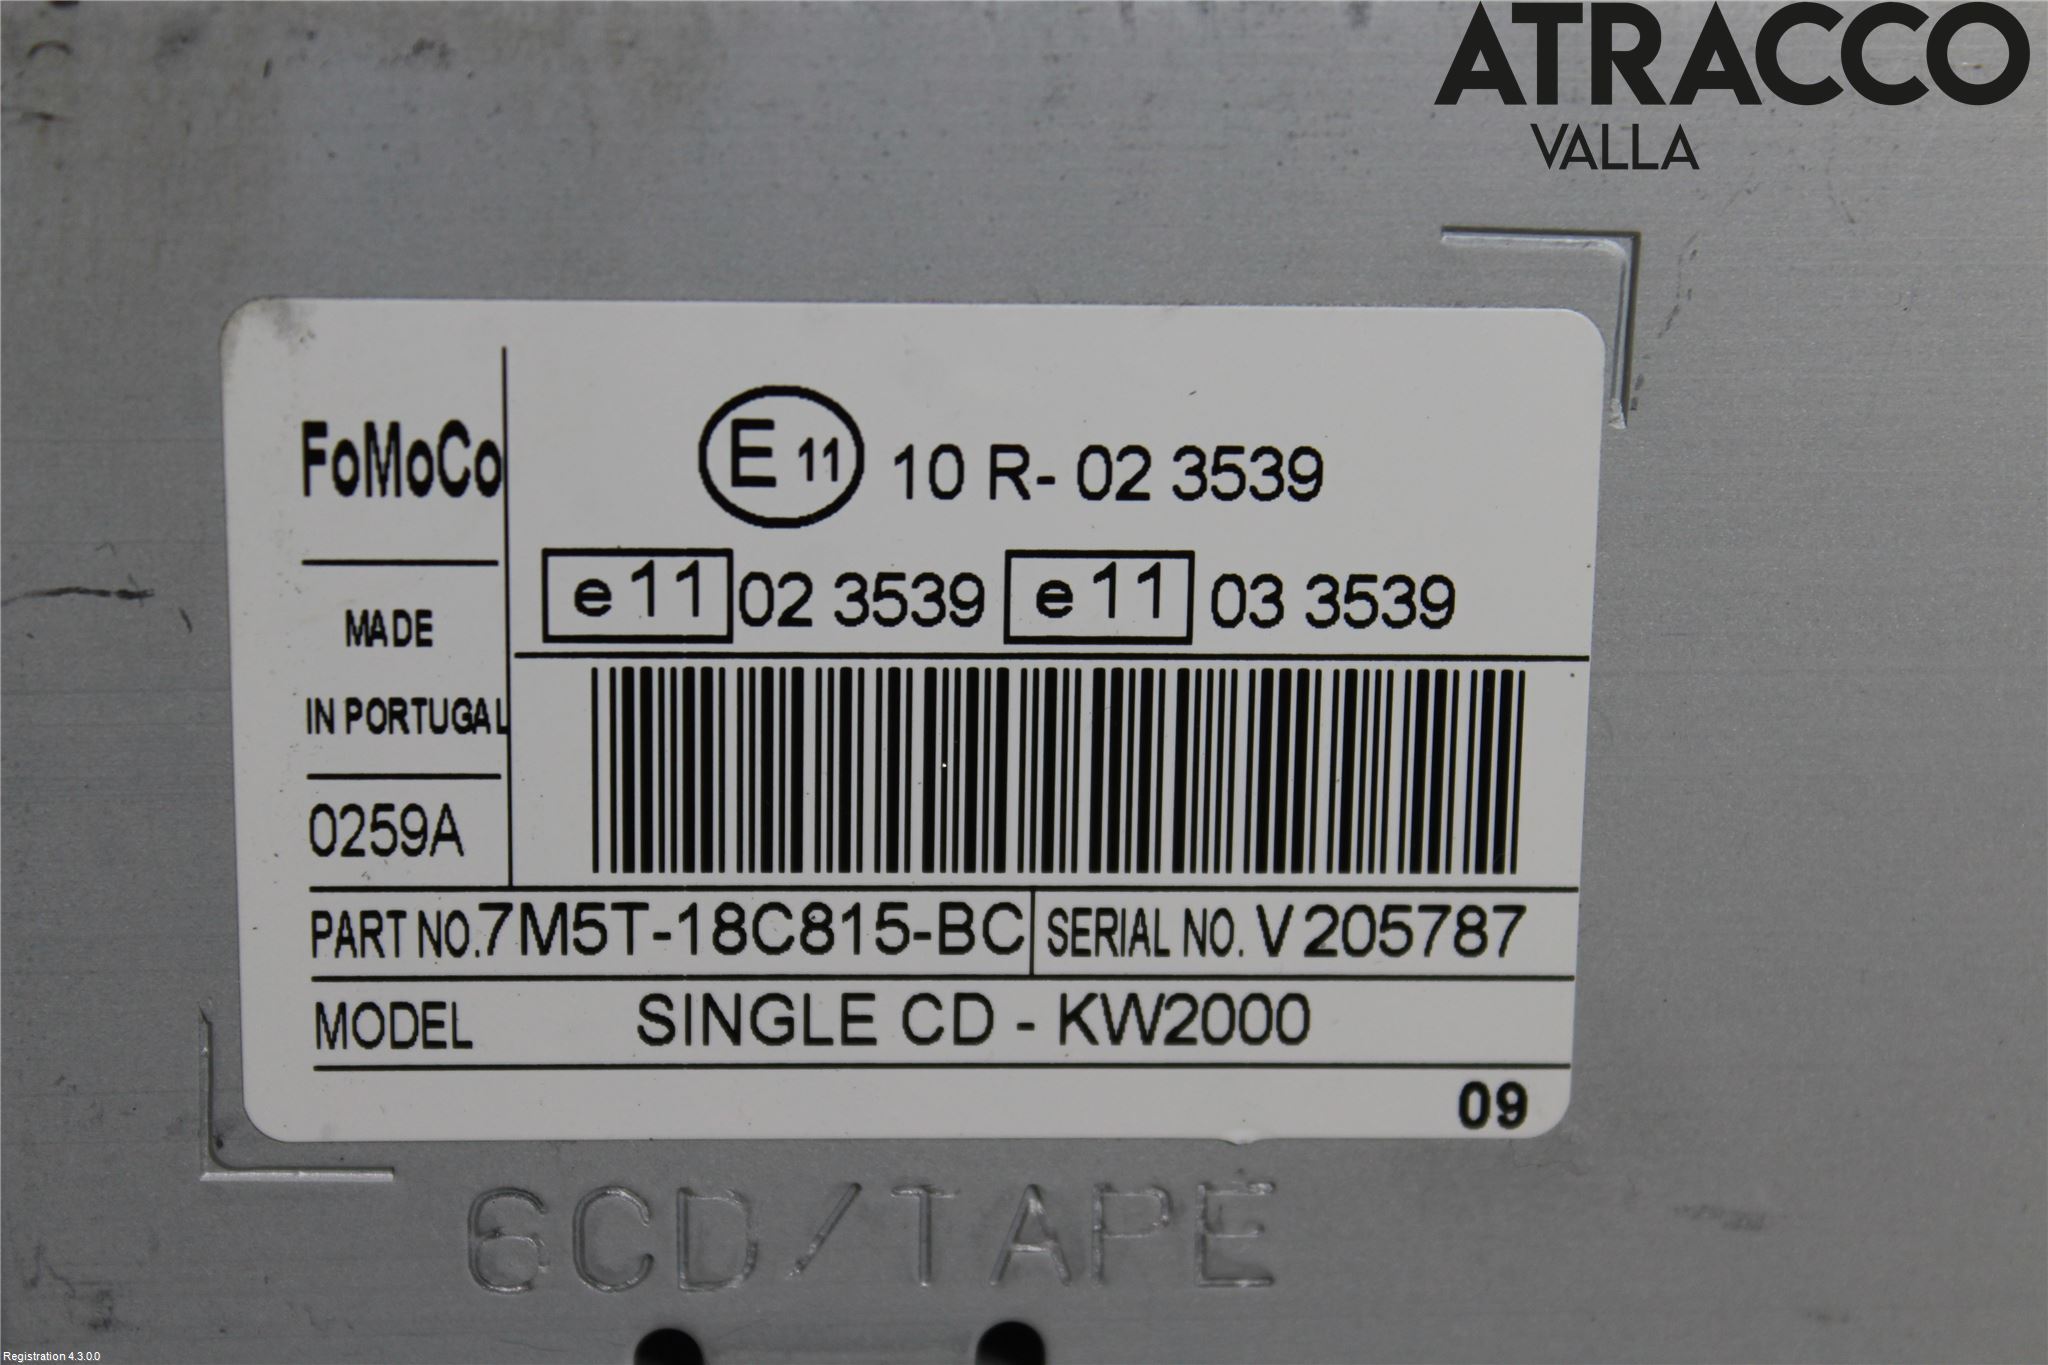 ATRACCO
VALLA
FoMoCo
E 11 10 R- 02 3539
e 11 02 3539 e 11 03 3539
MADE
IN PORTUGAL
0259A
PART NO. 7M5T-18C815-BC SERIAL NO. V205787
MODEL SINGLE CD - KW2000
09
6CD/TAPE
Registration 4.3.0.0